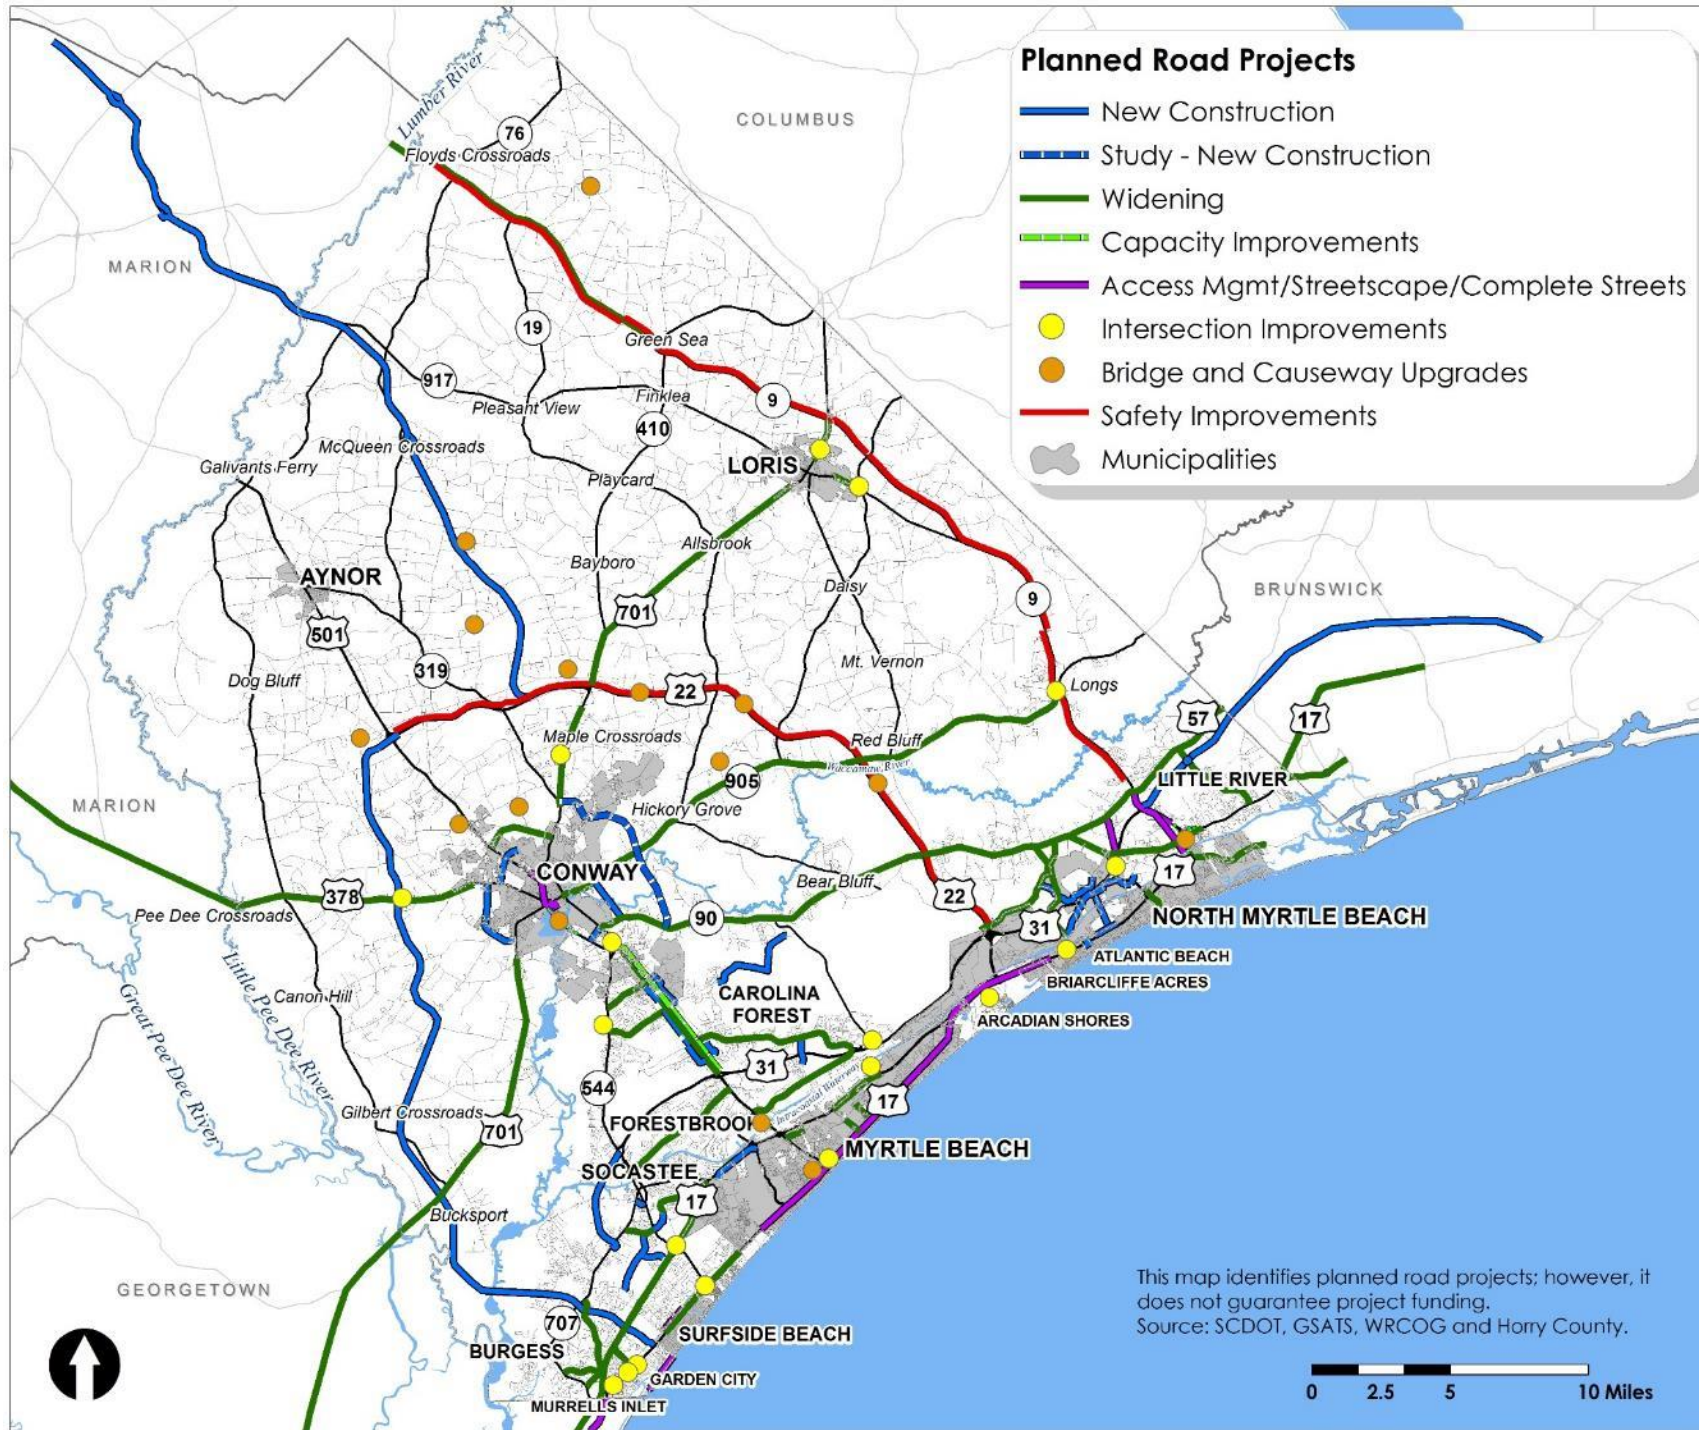 Planned Road Projects
New Construction
Study - New Construction
Widening
Capacity Improvements
Access Mgmt/Streetscape/Complete Streets
Intersection Improvements
Bridge and Causeway Upgrades
Safety Improvements
Municipalities
Lumber River
COLUMBUS
76
Floyds Crossroads
MARION
19
Green Sea
917
Pleasant View
Finklea
9
410
McQueen Crossroads
Galivants Ferry
LORIS
Playcard
Allsbrook
Bayboro
AYNOR
Daisy
9
BRUNSWICK
701
501
319
Mt. Vernon
Dog Bluff
22
Longs
57
17
Maple Crossroads
Red Bluff
Waccamaw River
905
LITTLE RIVER
MARION
Hickory Grove
CONWAY
17
378
Bear Bluff
22
Pee Dee Crossroads
90
31
NORTH MYRTLE BEACH
ATLANTIC BEACH
BRIARCLIFFE ACRES
Little Pee Dee River
Canon Hill
CAROLINA
FOREST
ARCADIAN SHORES
Great Pee Dee River
31
544
Intracoastal Waterway
17
Gilbert Crossroads
701
FORESTBROOK
MYRTLE BEACH
SOCASTEE
17
Bucksport
GEORGETOWN
707
SURFSIDE BEACH
BURGESS
GARDEN CITY
MURRELLS INLET
This map identifies planned road projects; however, it
does not guarantee project funding.
Source: SCDOT, GSATS, WRCOG and Horry County.
0 2.5 5 10 Miles